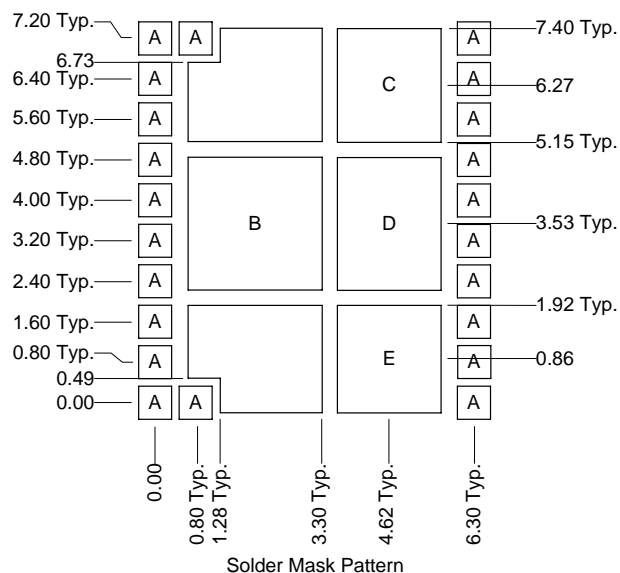 7.20 Typ. A A 7.40 Typ. A
6.73
6.40 Typ. A C 6.27 A
5.60 Typ. A A
5.15 Typ.
4.80 Typ. A A
4.00 Typ. A A
B D 3.53 Typ.
3.20 Typ. A A
2.40 Typ. A A
1.92 Typ.
1.60 Typ. A A
0.80 Typ. A E A 0.86
0.49
0.00 A A A
0.00
0.80 Typ.
1.28 Typ.
3.30 Typ.
4.62 Typ.
6.30 Typ.
Solder Mask Pattern